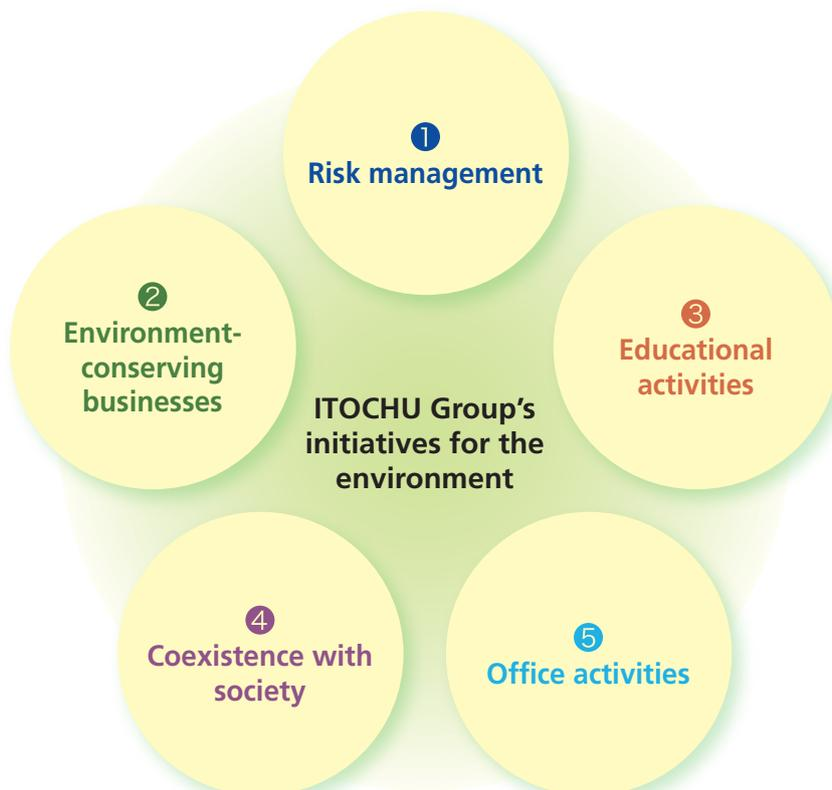 ❶
Risk management
❷
Environment-
conserving
businesses
❸
Educational
activities
ITOCHU Group’s
initiatives for the
environment
❹
Coexistence with
society
❺
Office activities